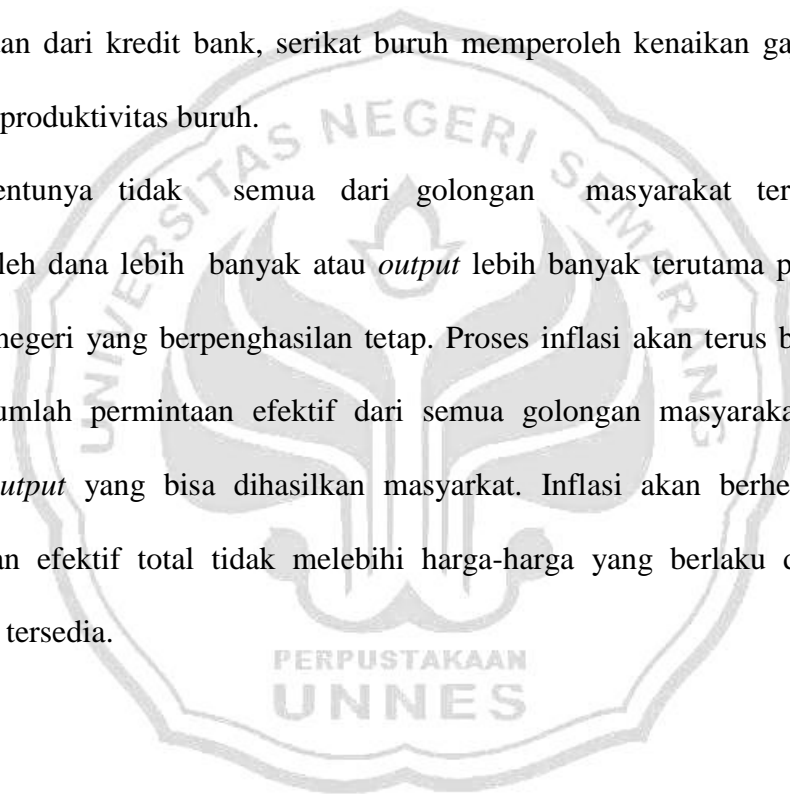 an dari kredit bank, serikat buruh memperoleh kenaikan ga
produktivitas buruh.
entunya tidak semua dari golongan masyarakat ter
leh dana lebih banyak atau output lebih banyak terutama p
negeri yang berpenghasilan tetap. Proses inflasi akan terus b
umlah permintaan efektif dari semua golongan masyaraka
utput yang bisa dihasilkan masyarkat. Inflasi akan berhe
an efektif total tidak melebihi harga-harga yang berlaku d
tersedia.
UNIVERSITAS NEGERI SEMARANG
PERPUSTAKAAN
UNNES